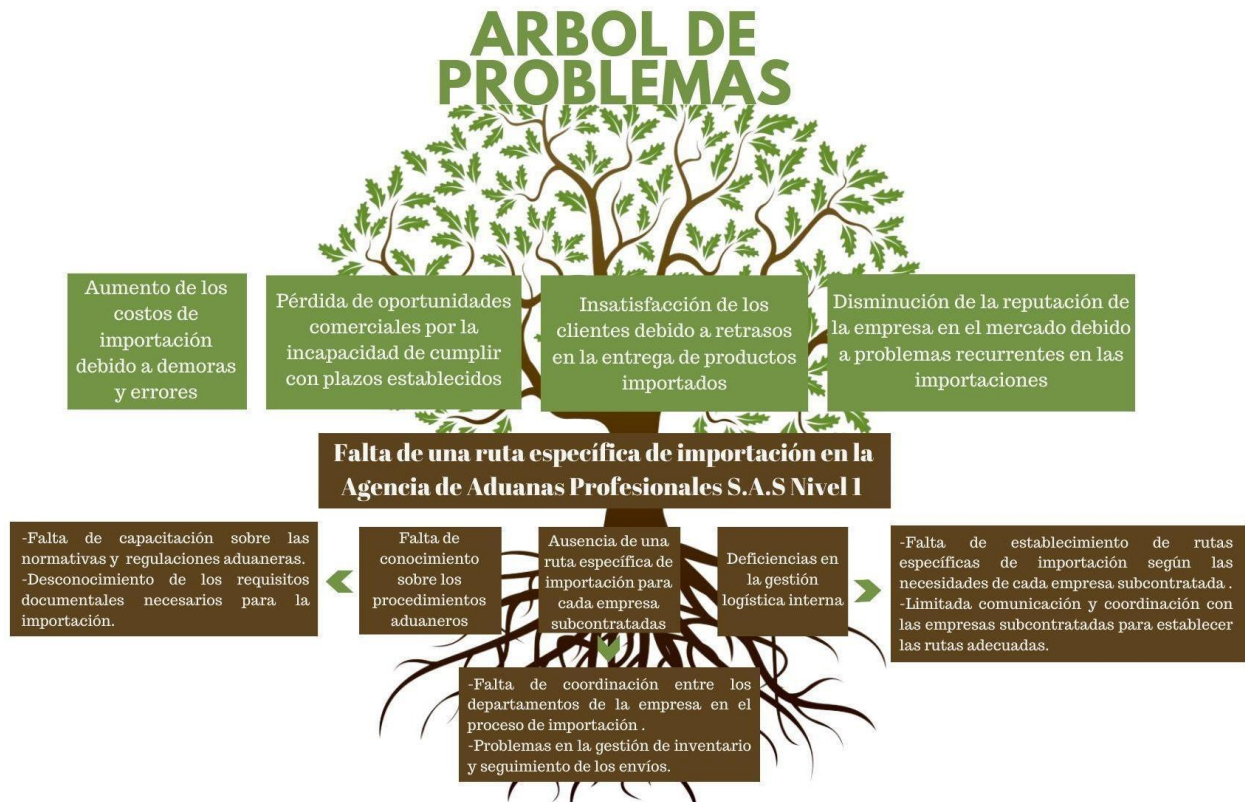 ARBOL DE
PROBLEMAS
Aumento de los
costos de
importación
debido a demoras
y errores
Pérdida de oportunidades
comerciales por la
incapacidad de cumplir
con plazos establecidos
Insatisfacción de los
clientes debido a retrasos
en la entrega de productos
importados
Disminución de la reputación de
la empresa en el mercado debido
a problemas recurrentes en las
importaciones
Falta de una ruta específica de importación en la
Agencia de Aduanas Profesionales S.A.S Nivel 1
-Falta de capacitación sobre las
normativas y regulaciones aduaneras.
-Desconocimiento de los requisitos
documentales necesarios para la
importación.
Falta de
conocimiento
sobre los
procedimientos
aduaneros
Ausencia de una
ruta específica de
importación para
cada empresa
subcontratadas
Deficiencias en
la gestión
logística interna
-Falta de establecimiento de rutas
específicas de importación según las
necesidades de cada empresa subcontratada .
-Limitada comunicación y coordinación con
las empresas subcontratadas para establecer
las rutas adecuadas.
-Falta de coordinación entre los
departamentos de la empresa en el
proceso de importación .
-Problemas en la gestión de inventario
y seguimiento de los envíos.